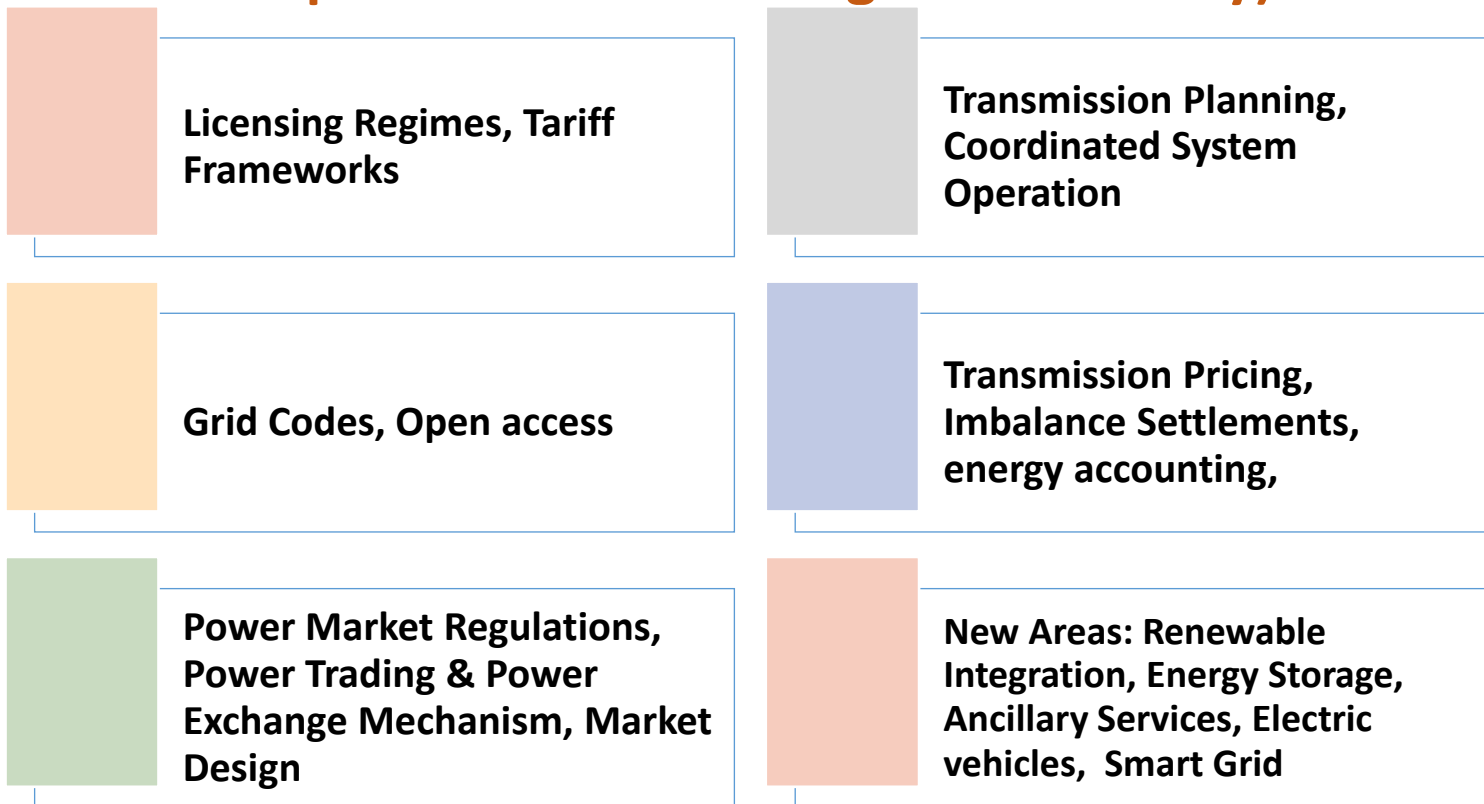 Licensing Regimes, Tariff
Frameworks
Transmission Planning,
Coordinated System
Operation
Grid Codes, Open access
Transmission Pricing,
Imbalance Settlements,
energy accounting,
Power Market Regulations,
Power Trading & Power
Exchange Mechanism, Market
Design
New Areas: Renewable
Integration, Energy Storage,
Ancillary Services, Electric
vehicles, Smart Grid